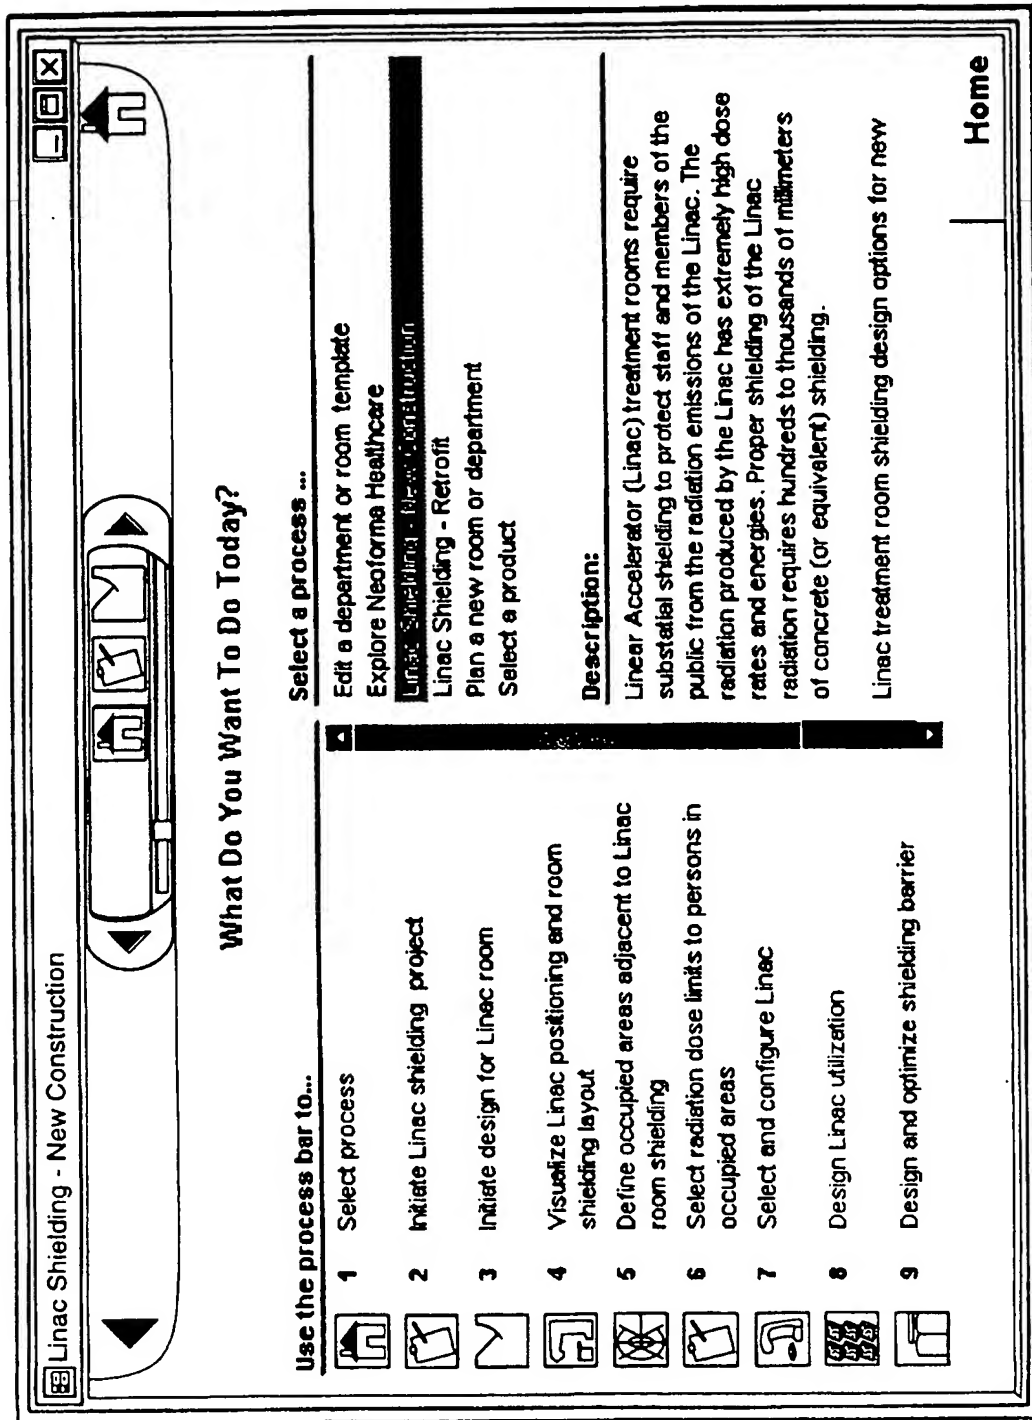 Linac Shielding - New Construction
What Do You Want To Do Today?
Use the process bar to...
1 Select process
2 Initiate Linac shielding project
3 Initiate design for Linac room
4 Visualize Linac positioning and room
shielding layout
5 Define occupied areas adjacent to Linac
room shielding
6 Select radiation dose limits to persons in
occupied areas
7 Select and configure Linac
8 Design Linac utilization
9 Design and optimize shielding barrier
Select a process ...
Edit a department or room template
Explore Neoforma Healthcare
Linac Shielding - New Construction
Linac Shielding - Retrofit
Plan a new room or department
Select a product
Description:
Linear Accelerator (Linac) treatment rooms require
substatial shielding to protect staff and members of the
public from the radiation emissions of the Linac. The
radiation produced by the Linac has extremely high dose
rates and energies. Proper shielding of the Linac
radiation requires hundreds to thousands of millimeters
of concrete (or equivalent) shielding.
Linac treatment room shielding design options for new
Home